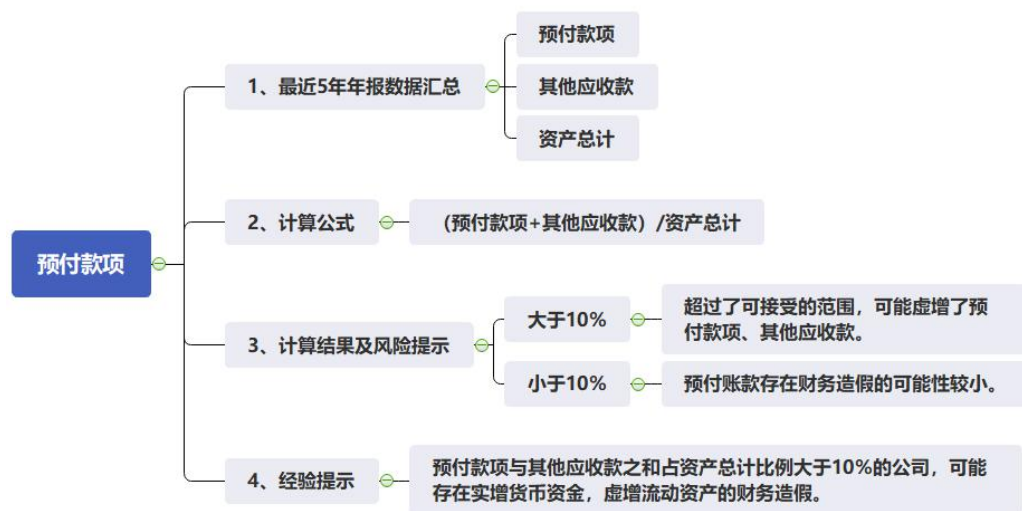 预付款项
1、最近5年年报数据汇总
预付款项
其他应收款
资产总计
2、计算公式
（预付款项+其他应收款）/资产总计
3、计算结果及风险提示
大于10%
超过了可接受的范围，可能虚增了预
付款项、其他应收款。
小于10%
预付账款存在财务造假的可能性较小。
4、经验提示
预付款项与其他应收款之和占资产总计比例大于10%的公司，可能
存在实增货币资金，虚增流动资产的财务造假。